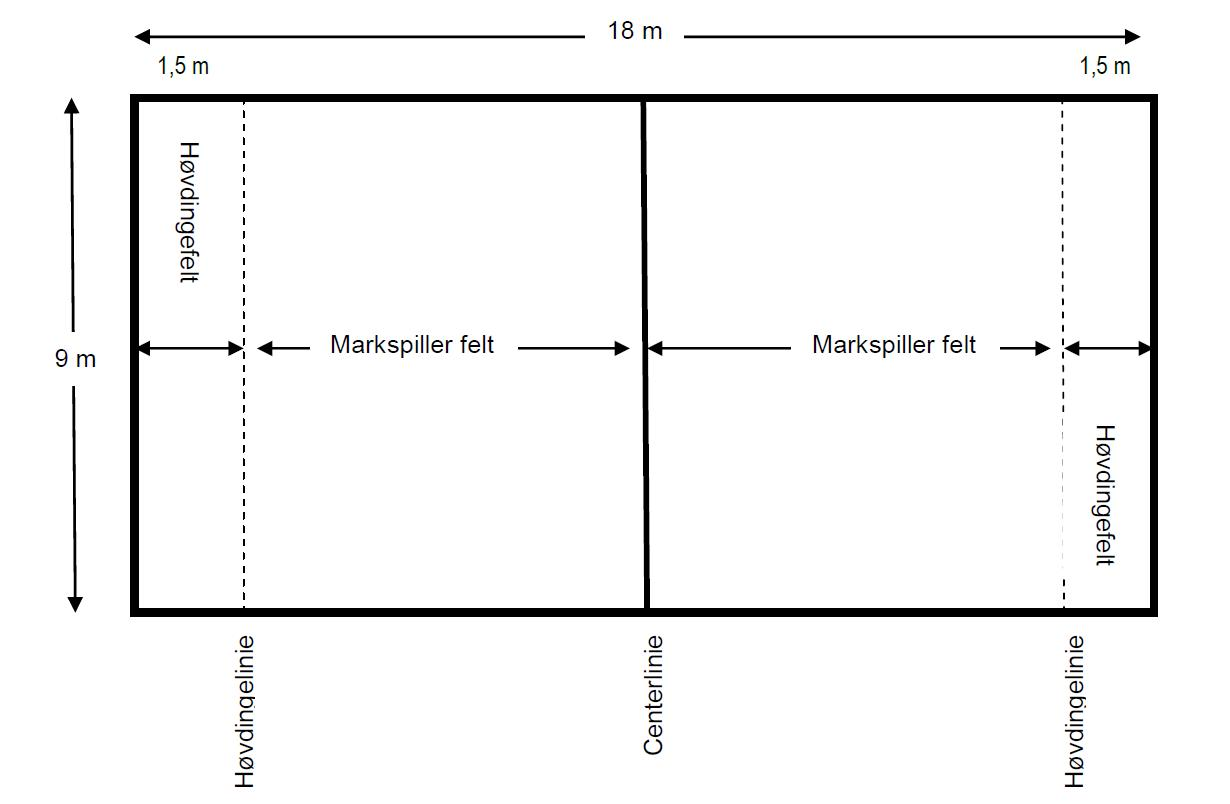 18 m
1,5 m
1,5 m
Høvdingefelt
9 m
Markspiller felt
Markspiller felt
Høvdingefelt
Høvdingelinie
Centerlinie
Høvdingelinie